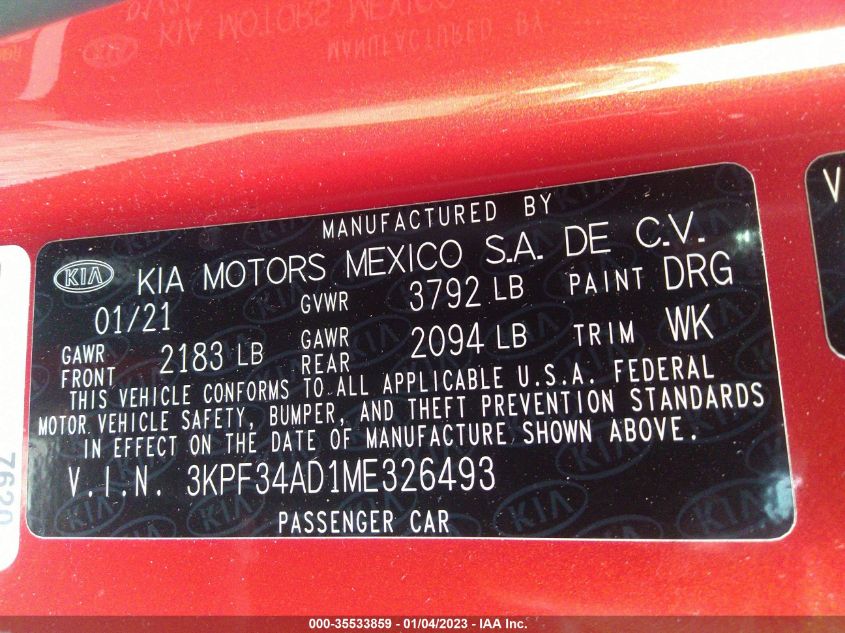 MANUFACTURED BY
KIA KIA MOTORS MEXICO S.A. DE C.V.
01/21 GVWR 3792 LB PAINT DRG
GAWR FRONT 2183 LB GAWR REAR 2094 LB TRIM WK
THIS VEHICLE CONFORMS TO ALL APPLICABLE U.S.A. FEDERAL
MOTOR VEHICLE SAFETY, BUMPER, AND THEFT PREVENTION STANDARDS
IN EFFECT ON THE DATE OF MANUFACTURE SHOWN ABOVE.
V.I.N. 3KPF34AD1ME326493
PASSENGER CAR
7620
V
000-35533859 - 01/04/2023 - IAA Inc.